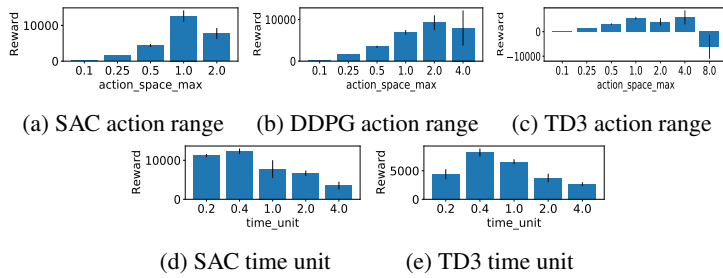 Reward
10000
0
0.1 0.25 0.5 1.0 2.0
action_space_max
(a) SAC action range
Reward
10000
0
0.1 0.25 0.5 1.0 2.0 4.0
action_space_max
(b) DDPG action range
Reward
0
−10000
0.1 0.25 0.5 1.0 2.0 4.0 8.0
action_space_max
(c) TD3 action range
Reward
10000
0
0.2 0.4 1.0 2.0 4.0
time_unit
(d) SAC time unit
Reward
5000
0
0.2 0.4 1.0 2.0 4.0
time_unit
(e) TD3 time unit